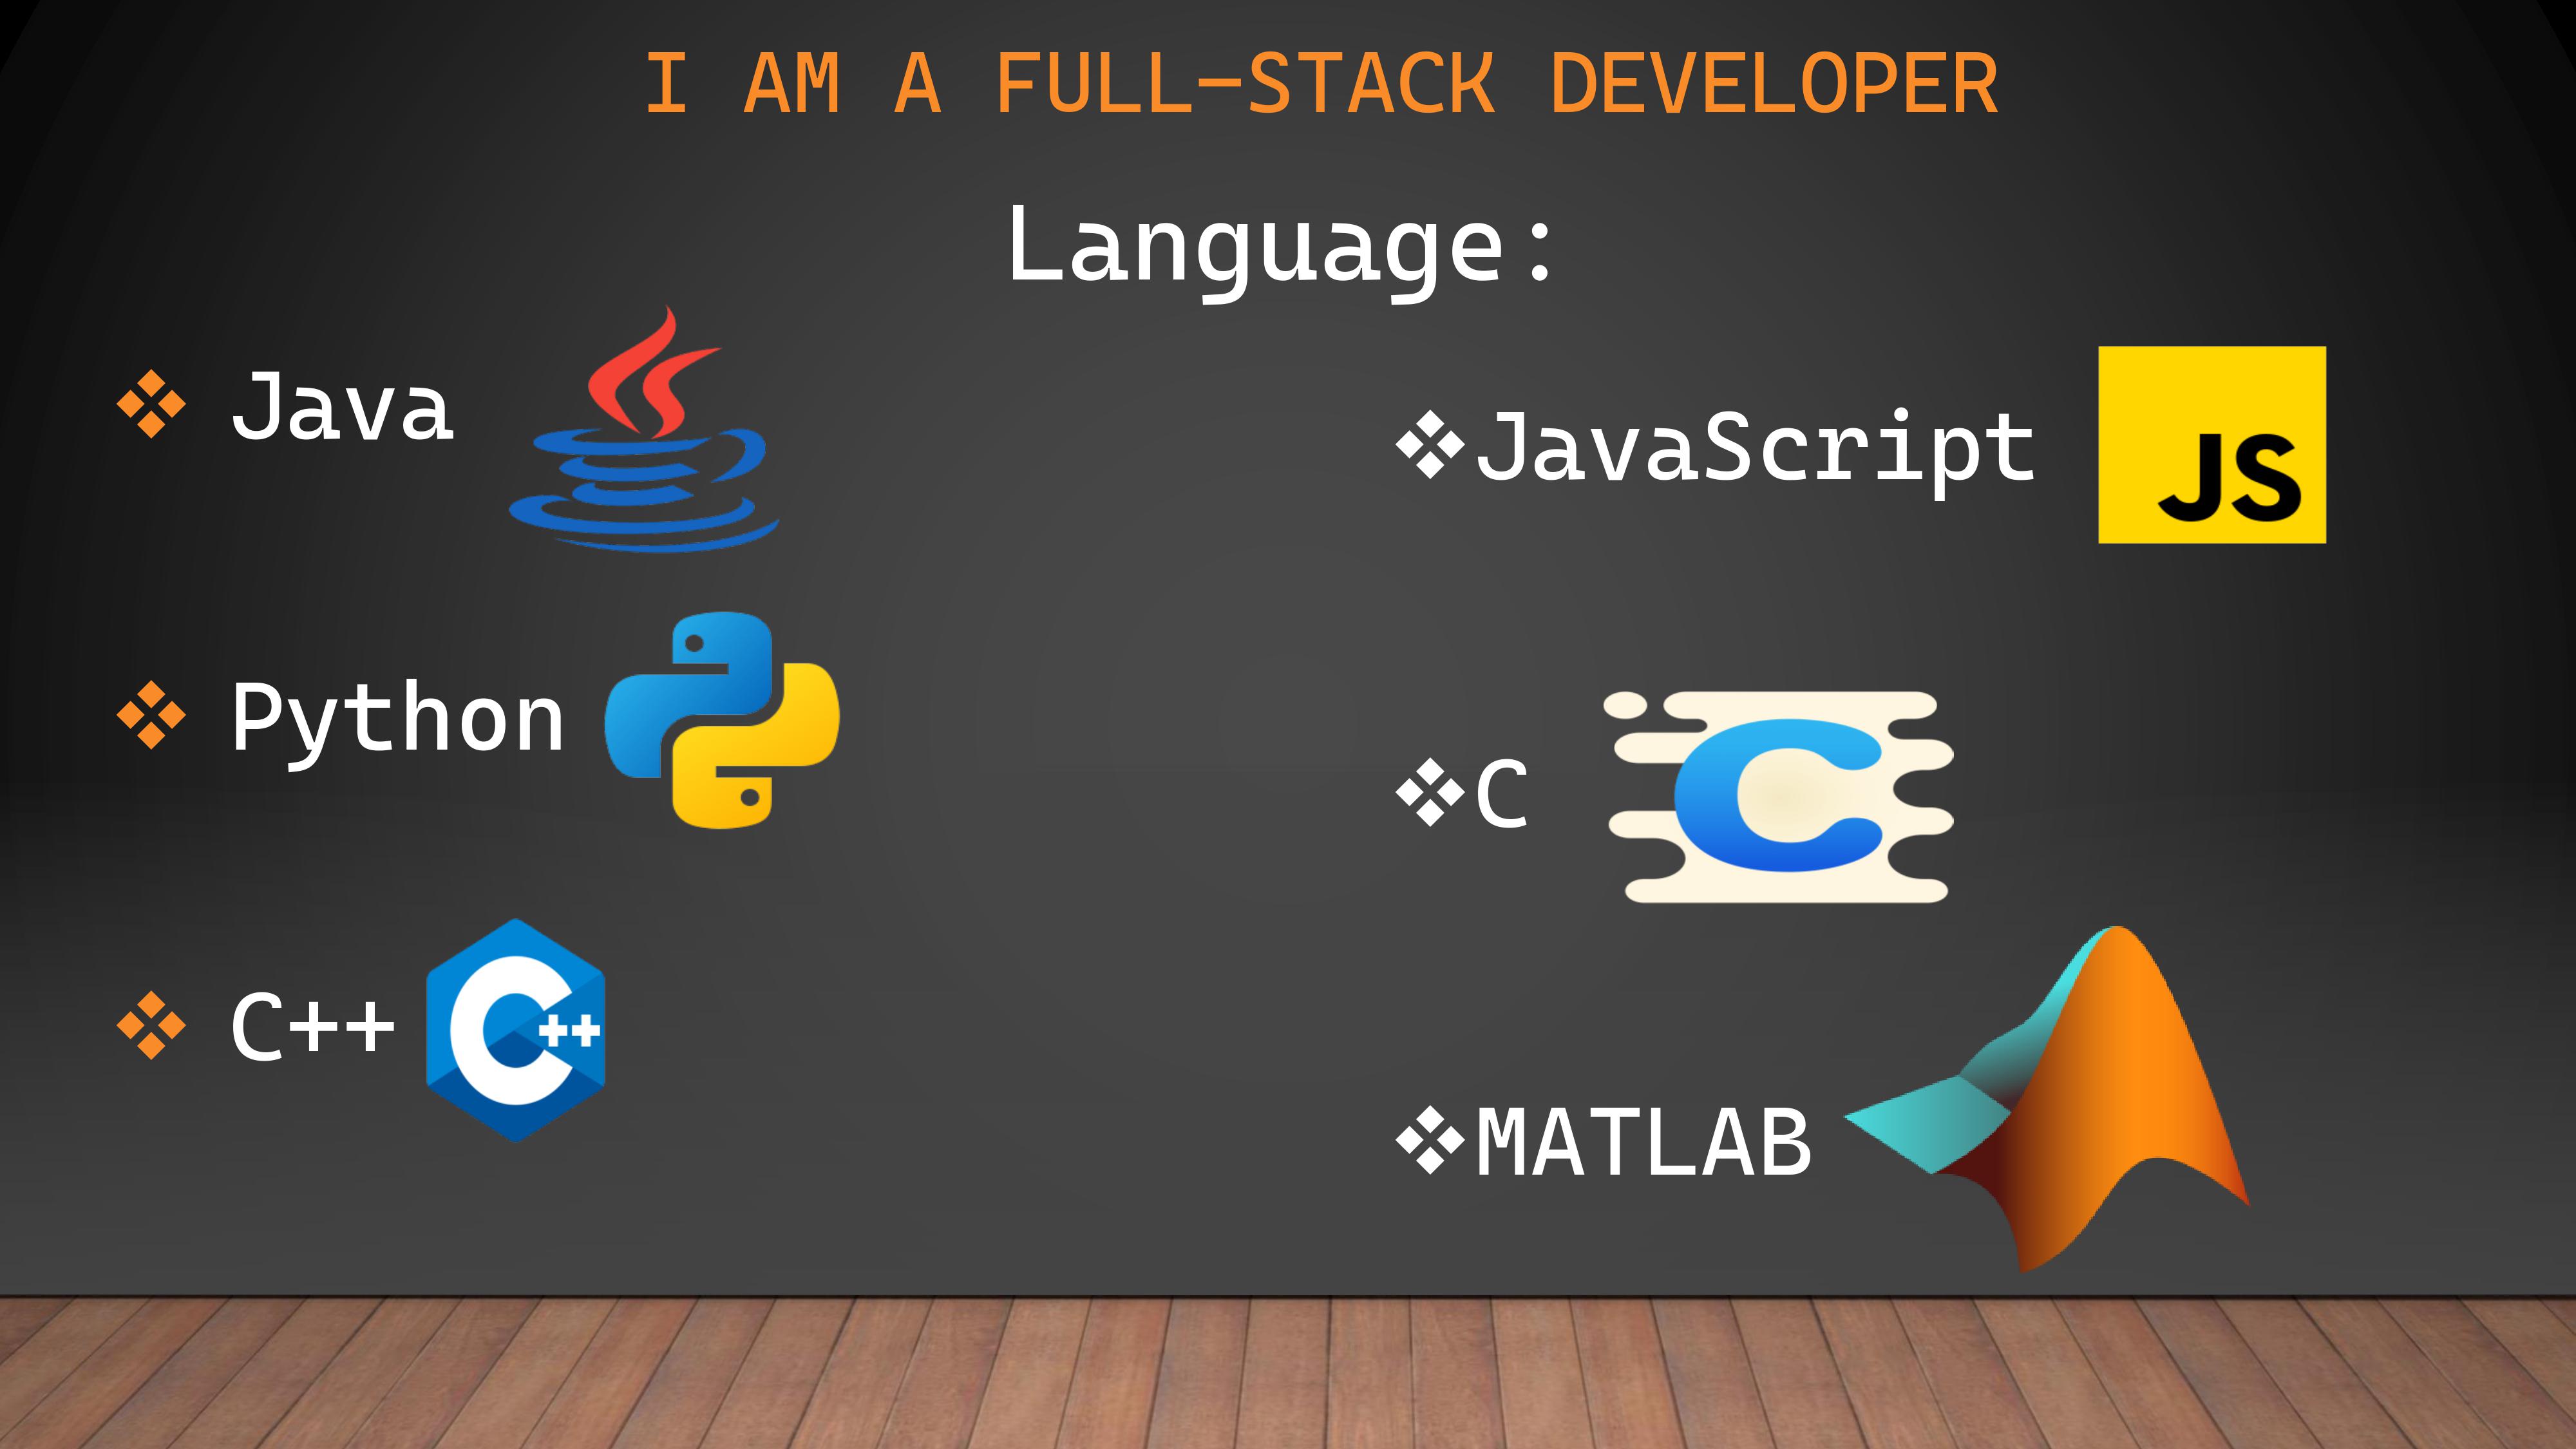 I AM A FULL-STACK DEVELOPER
Language:
❖ Java
❖ Python
❖ C++
C++
❖JavaScript
JS
❖C
C
❖MATLAB